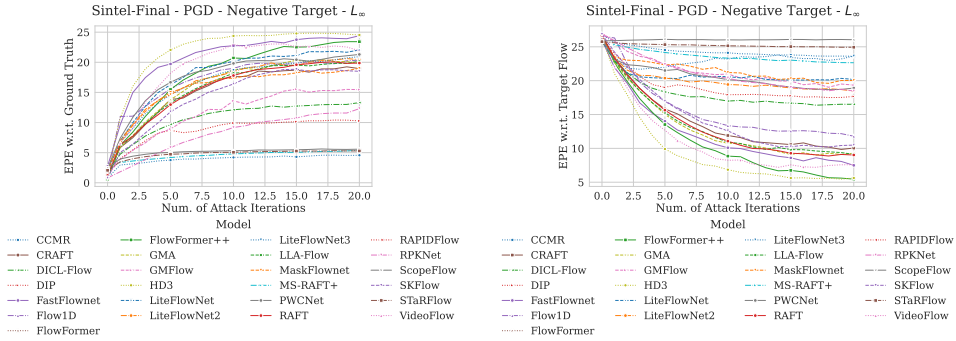 Sintel-Final - PGD - Negative Target - L∞
EPE w.r.t. Ground Truth
25
20
15
10
5
0
0.0 2.5 5.0 7.5 10.0 12.5 15.0 17.5 20.0
Num. of Attack Iterations
Model
CCMR FlowFormer++ LiteFlowNet3 RAPIDFlow
CRAFT GMA LLA-Flow RPKNet
DICL-Flow GMFlow MaskFlownet ScopeFlow
DIP HD3 MS-RAFT+ SKFlow
FastFlownet LiteFlowNet PWCNet STaRFlow
Flow1D LiteFlowNet2 RAFT VideoFlow
FlowFormer
Sintel-Final - PGD - Negative Target - L∞
EPE w.r.t. Target Flow
25
20
15
10
5
0.0 2.5 5.0 7.5 10.0 12.5 15.0 17.5 20.0
Num. of Attack Iterations
Model
CCMR FlowFormer++ LiteFlowNet3 RAPIDFlow
CRAFT GMA LLA-Flow RPKNet
DICL-Flow GMFlow MaskFlownet ScopeFlow
DIP HD3 MS-RAFT+ SKFlow
FastFlownet LiteFlowNet PWCNet STaRFlow
Flow1D LiteFlowNet2 RAFT VideoFlow
FlowFormer